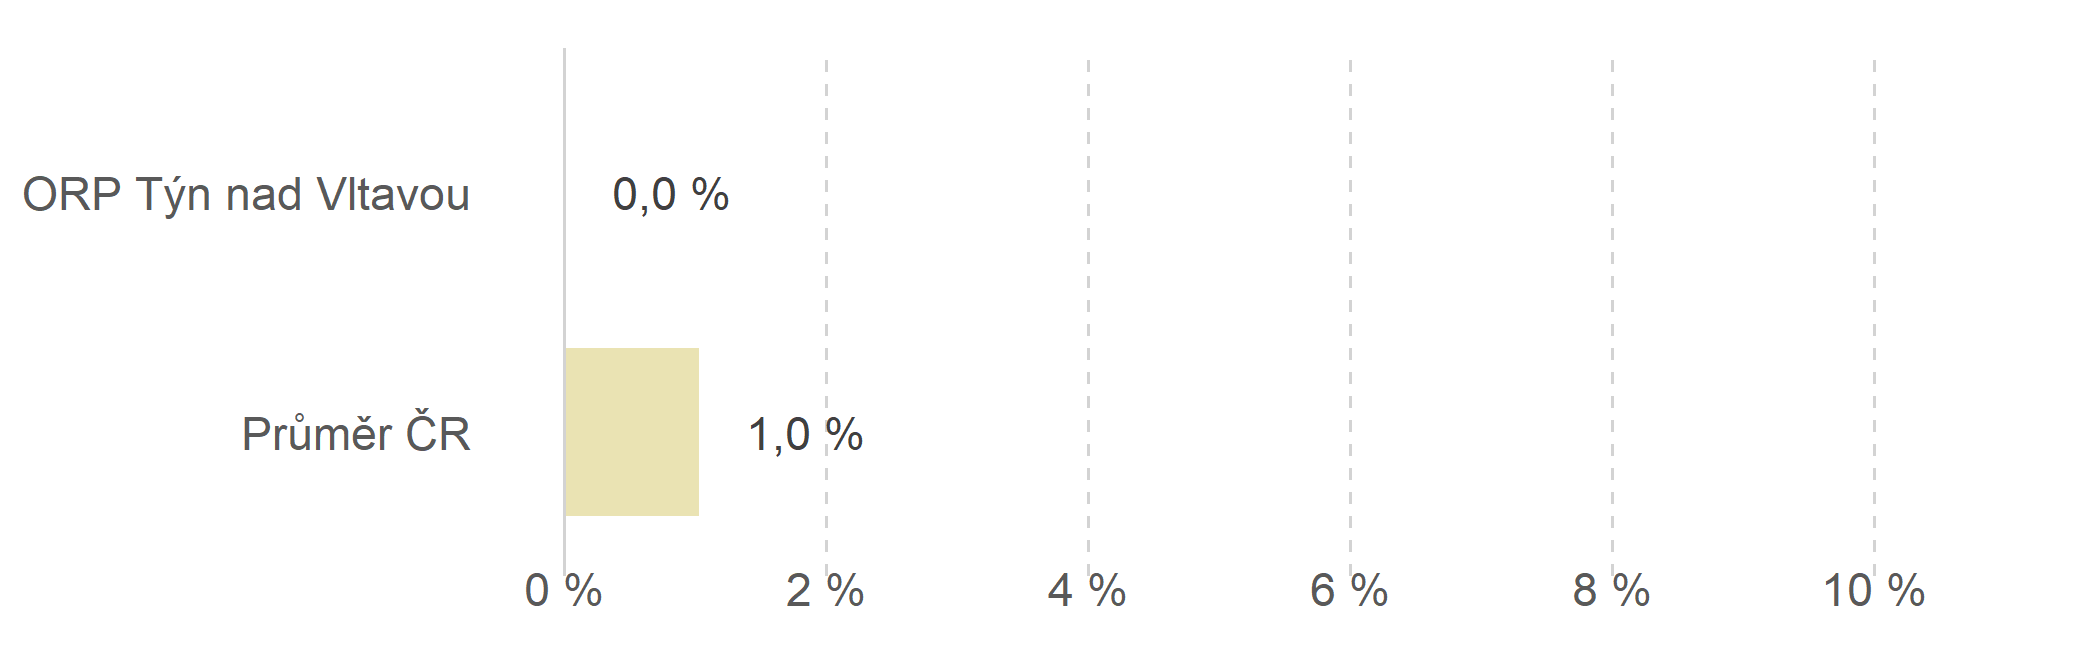 ORP Týn nad Vltavou
0,0 %
Průměr ČR
1,0 %
0 % 2 % 4 % 6 % 8 % 10 %